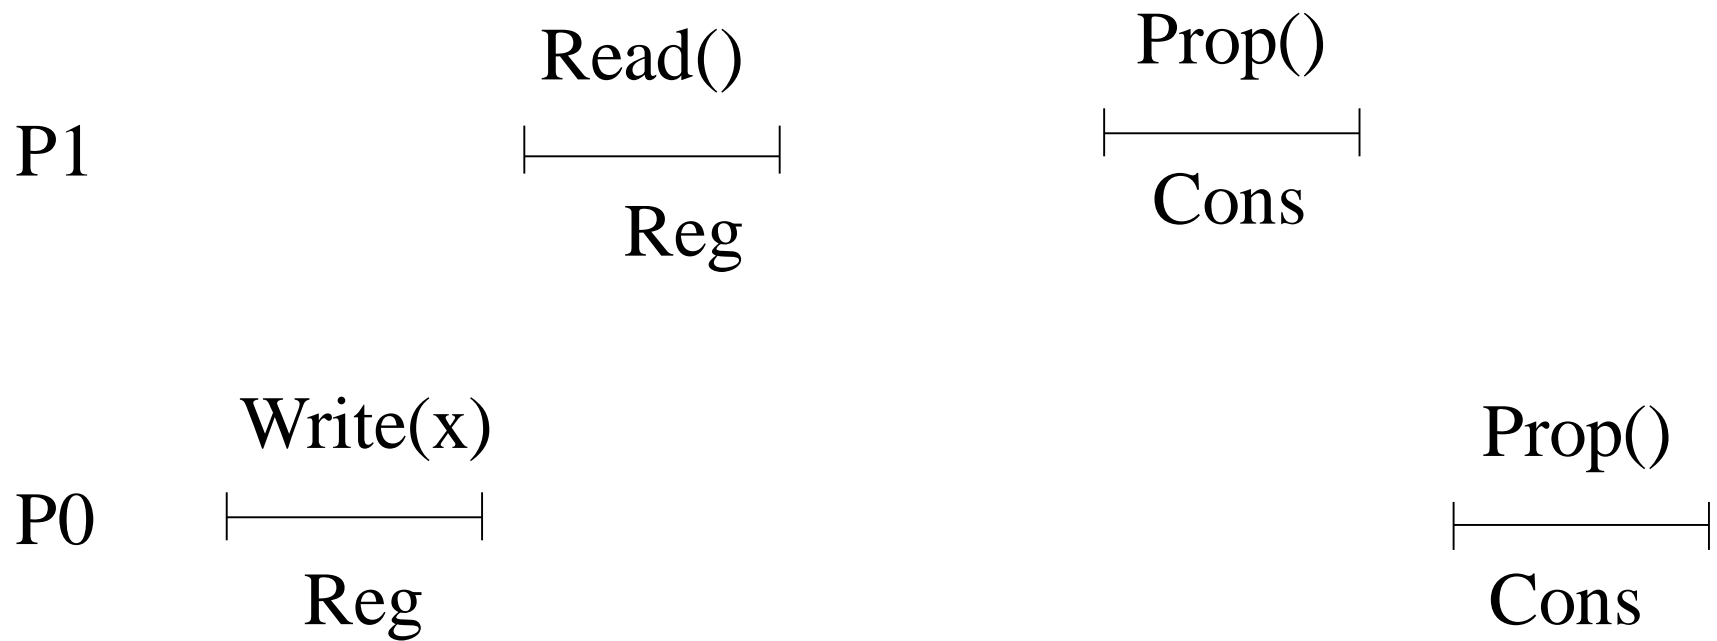 Read()
Prop()
P1
Reg
Cons
Write(x)
Prop()
P0
Reg
Cons